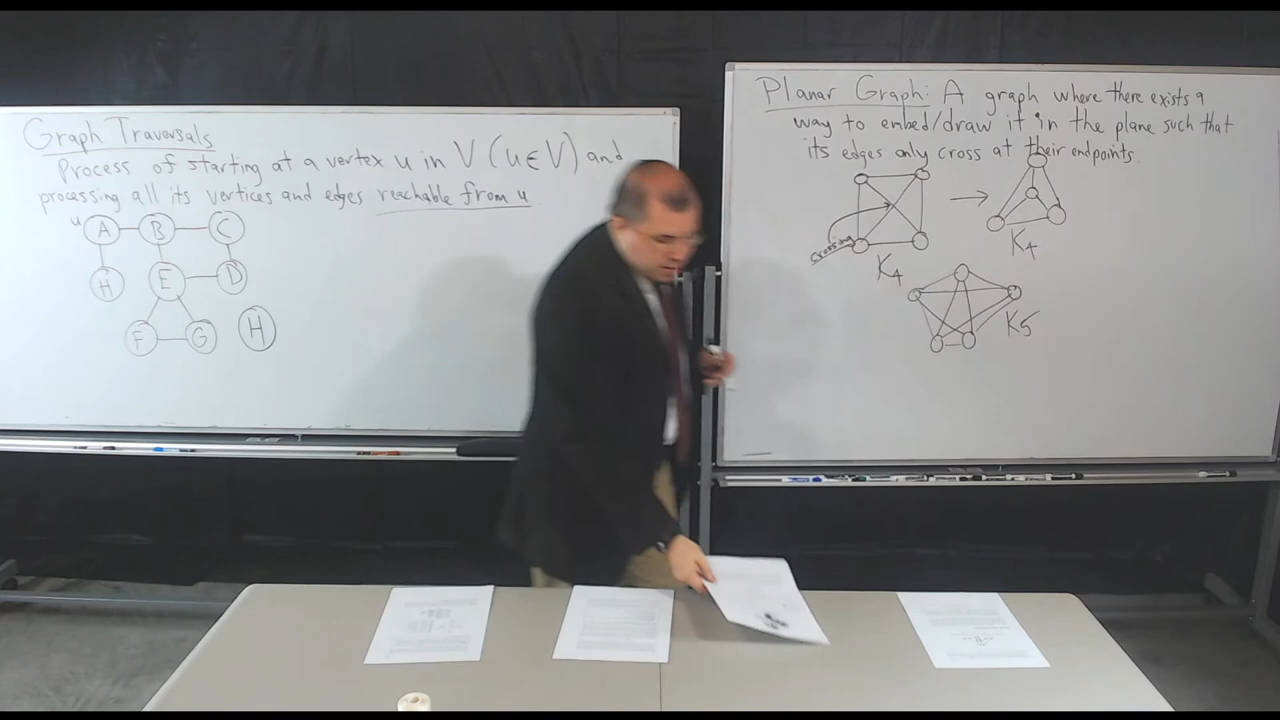 Graph Traversals
Process of starting at a vertex u in V (u∈V) and
processing all its vertices and edges reachable from u
u A B C
H E D
F G H
Planar Graph: A graph where there exists a
way to embed/draw it in the plane such that
its edges only cross at their endpoints.
crossing
K4
K4
K5